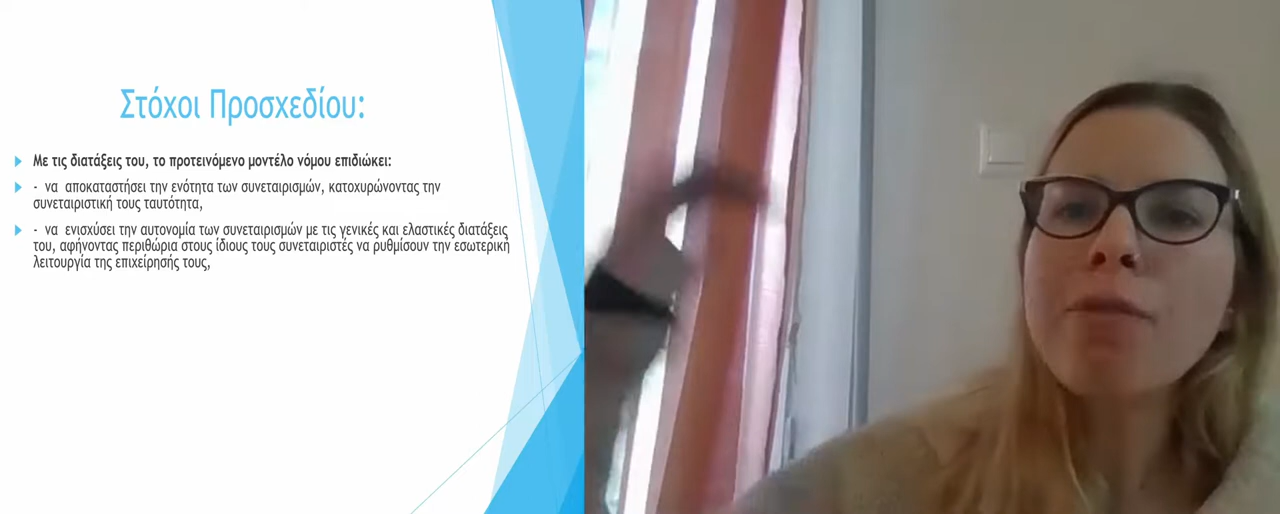 Στόχοι Προσχεδίου:
Με τις διατάξεις του, το προτεινόμενο μοντέλο νόμου επιδιώκει:
- να αποκαταστήσει την ενότητα των συνεταιρισμών, κατοχυρώνοντας την
συνεταιριστική τους ταυτότητα,
- να ενισχύσει την αυτονομία των συνεταιρισμών με τις γενικές και ελαστικές διατάξεις
του, αφήνοντας περιθώρια στους ίδιους τους συνεταιριστές να ρυθμίσουν την εσωτερική
λειτουργία της επιχείρησής τους,